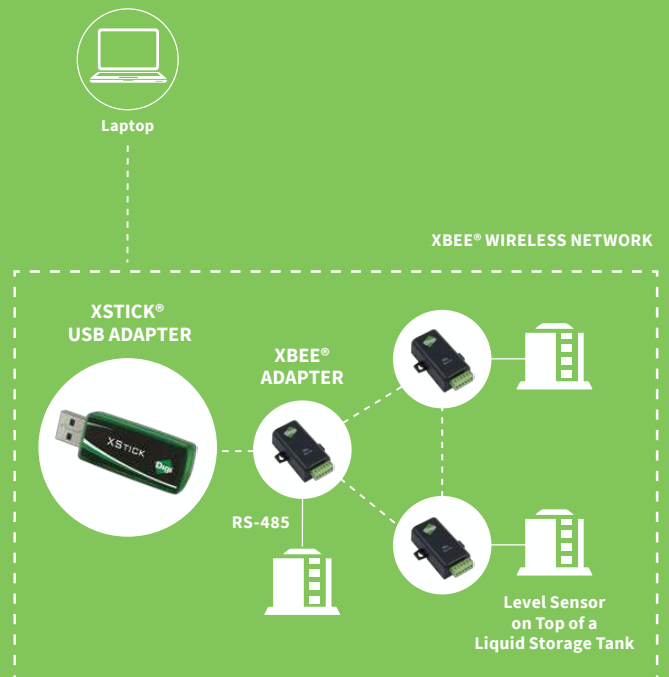 Laptop
XBEE® WIRELESS NETWORK
XSTICK®
USB ADAPTER
XBEE®
ADAPTER
XSTICK
Digi
RS-485
Level Sensor
on Top of a
Liquid Storage Tank